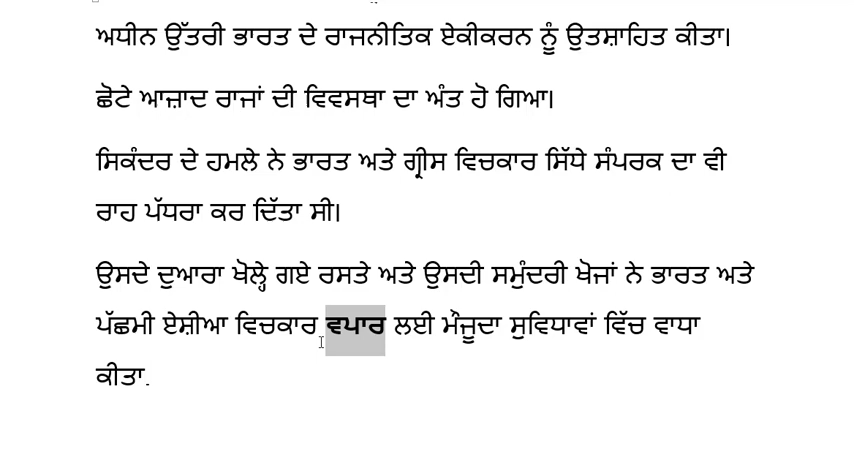 ਅਧੀਨ ਉੱਤਰੀ ਭਾਰਤ ਦੇ ਰਾਜਨੀਤਿਕ ਏਕੀਕਰਨ ਨੂੰ ਉਤਸ਼ਾਹਿਤ ਕੀਤਾ।
ਛੋਟੇ ਆਜ਼ਾਦ ਰਾਜਾਂ ਦੀ ਵਿਵਸਥਾ ਦਾ ਅੰਤ ਹੋ ਗਿਆ।
ਸਿਕੰਦਰ ਦੇ ਹਮਲੇ ਨੇ ਭਾਰਤ ਅਤੇ ਗ੍ਰੀਸ ਵਿਚਕਾਰ ਸਿੱਧੇ ਸੰਪਰਕ ਦਾ ਵੀ
ਰਾਹ ਪੱਧਰਾ ਕਰ ਦਿੱਤਾ ਸੀ।
ਉਸਦੇ ਦੁਆਰਾ ਖੋਲ੍ਹੇ ਗਏ ਰਸਤੇ ਅਤੇ ਉਸਦੀ ਸਮੁੰਦਰੀ ਖੋਜਾਂ ਨੇ ਭਾਰਤ ਅਤੇ
ਪੱਛਮੀ ਏਸ਼ੀਆ ਵਿਚਕਾਰ ਵਪਾਰ ਲਈ ਮੌਜੂਦਾ ਸੁਵਿਧਾਵਾਂ ਵਿੱਚ ਵਾਧਾ
ਕੀਤਾ.